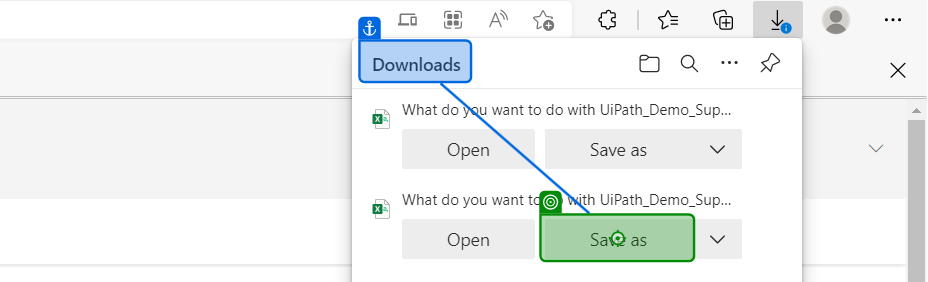 Downloads
What do you want to do with UiPath_Demo_Sup...
Open Save as
What do you want to do with UiPath_Demo_Sup...
Open Save as